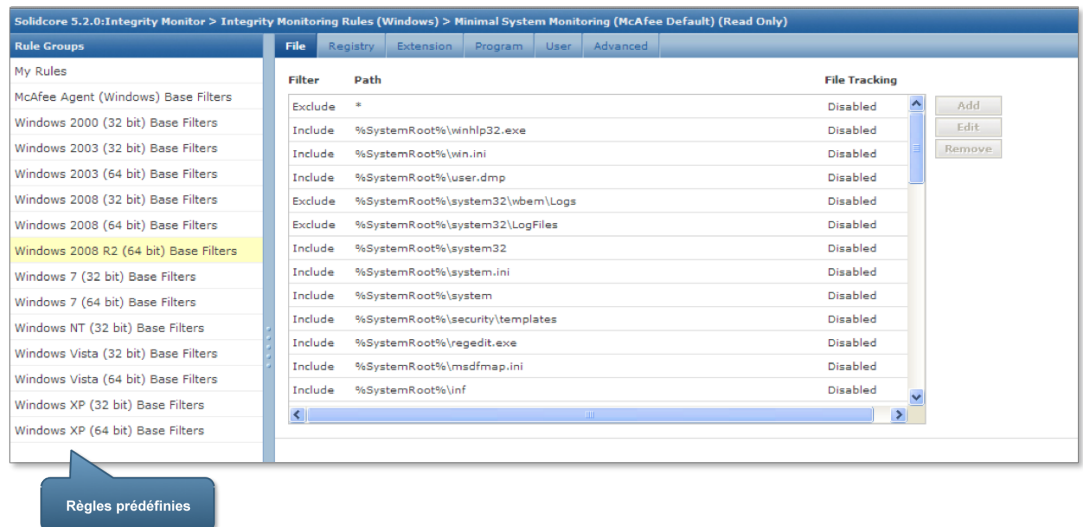 Solidcore 5.2.0:Integrity Monitor > Integrity Monitoring Rules (Windows) > Minimal System Monitoring (McAfee Default) (Read Only)
Rule Groups
My Rules
McAfee Agent (Windows) Base Filters
Windows 2000 (32 bit) Base Filters
Windows 2003 (32 bit) Base Filters
Windows 2003 (64 bit) Base Filters
Windows 2008 (32 bit) Base Filters
Windows 2008 (64 bit) Base Filters
Windows 2008 R2 (64 bit) Base Filters
Windows 7 (32 bit) Base Filters
Windows 7 (64 bit) Base Filters
Windows NT (32 bit) Base Filters
Windows Vista (32 bit) Base Filters
Windows Vista (64 bit) Base Filters
Windows XP (32 bit) Base Filters
Windows XP (64 bit) Base Filters
File Registry Extension Program User Advanced
Filter Path File Tracking
Exclude * Disabled
Include %SystemRoot%\winhlp32.exe Disabled
Include %SystemRoot%\win.ini Disabled
Include %SystemRoot%\user.dmp Disabled
Exclude %SystemRoot%\system32\wbem\Logs Disabled
Exclude %SystemRoot%\system32\LogFiles Disabled
Include %SystemRoot%\system32 Disabled
Include %SystemRoot%\system.ini Disabled
Include %SystemRoot%\system Disabled
Include %SystemRoot%\security\templates Disabled
Include %SystemRoot%\regedit.exe Disabled
Include %SystemRoot%\msdfmap.ini Disabled
Include %SystemRoot%\inf Disabled
Add
Edit
Remove
Règles prédéfinies